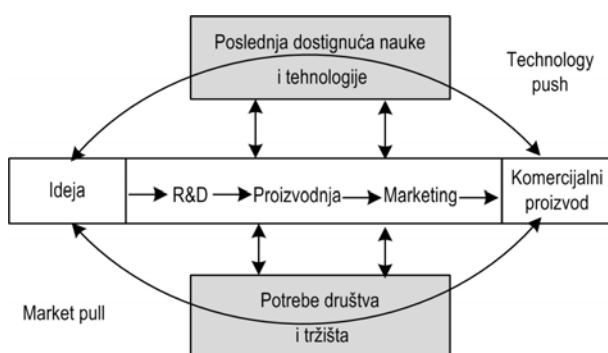 Poslednja dostignuća nauke
i tehnologije
Technology
push
Ideja
R&D
Proizvodnja
Marketing
Komercijalni
proizvod
Market pull
Potrebe društva
i tržišta